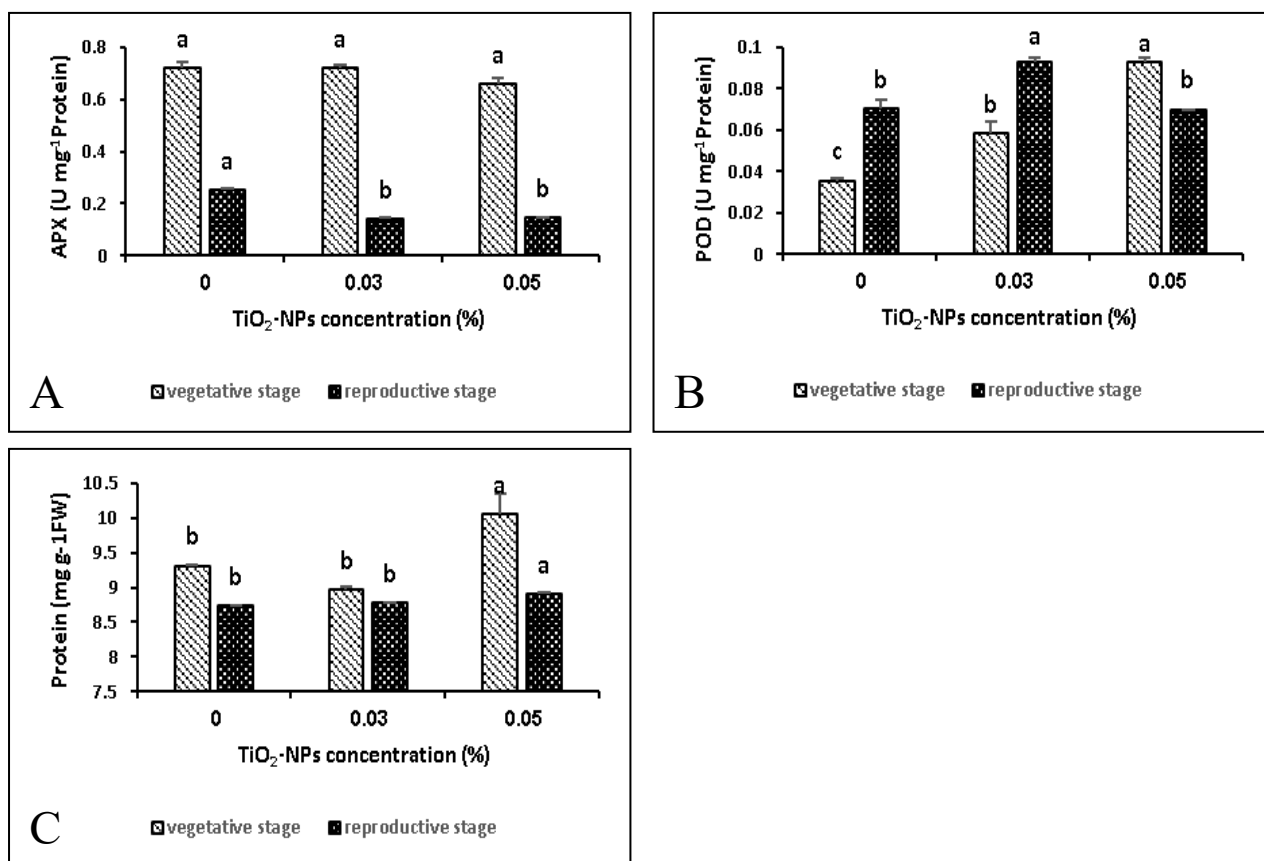 a
a
a
0.8
0.6
0.4
0.2
0
APX (U mg-1Protein)
a
b
b
0
0.03
0.05
TiO2-NPs concentration (%)
vegetative stage
reproductive stage
A
a
a
0.1
0.08
0.06
0.04
0.02
0
POD (U mg-1Protein)
b
b
b
c
0
0.03
0.05
TiO2-NPs concentration (%)
vegetative stage
reproductive stage
B
10.5
10
9.5
9
8.5
8
7.5
Protein (mg g-1FW)
a
b
b
b
b
a
0
0.03
0.05
TiO2-NPs concentration (%)
vegetative stage
reproductive stage
C